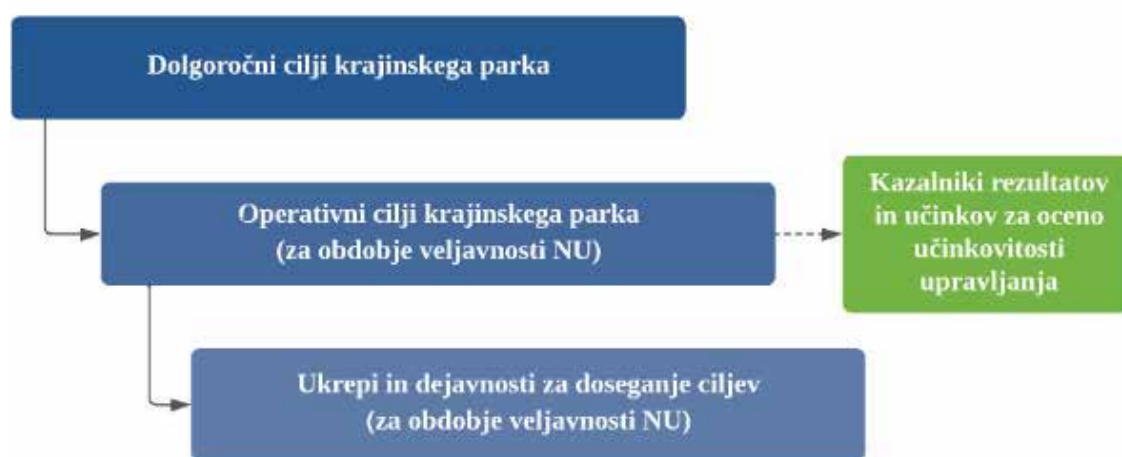 Dolgoročni cilji krajinskega parka
Operativni cilji krajinskega parka
(za obdobje veljavnosti NU)
Kazalniki rezultatov
in učinkov za oceno
učinkovitosti
upravljanja
Ukrepi in dejavnosti za doseganje ciljev
(za obdobje veljavnosti NU)